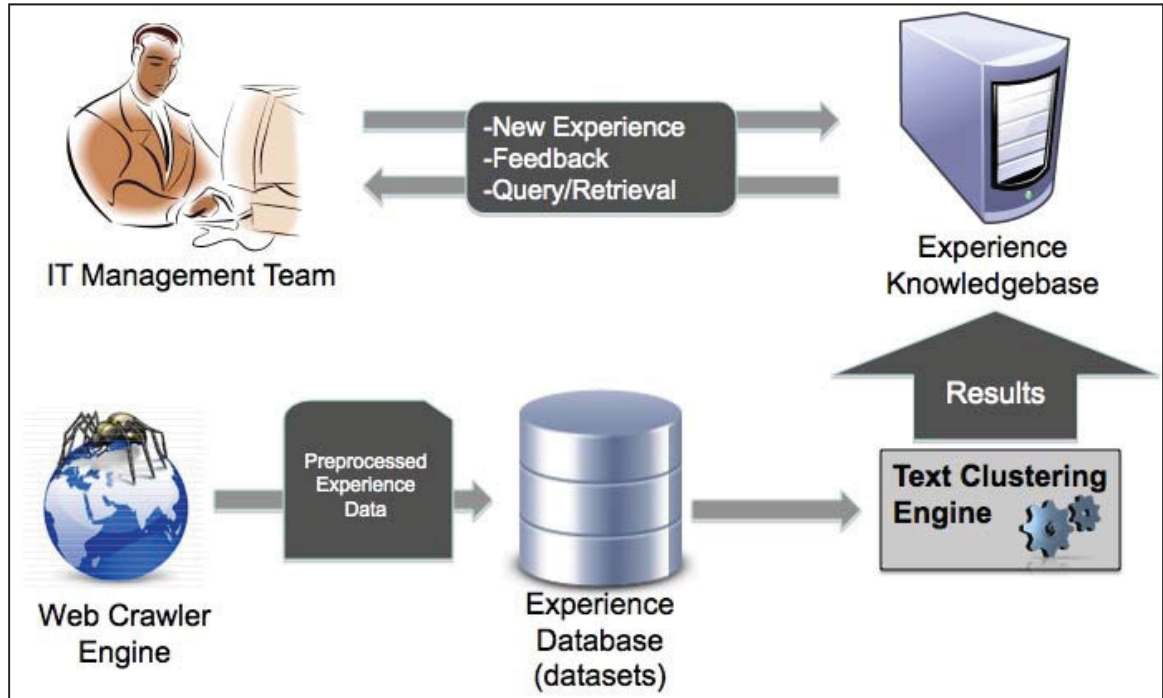 -New Experience
-Feedback
-Query/Retrieval
IT Management Team
Experience
Knowledgebase
Results
Preprocessed
Experience
Data
Text Clustering
Engine
Web Crawler
Engine
Experience
Database
(datasets)